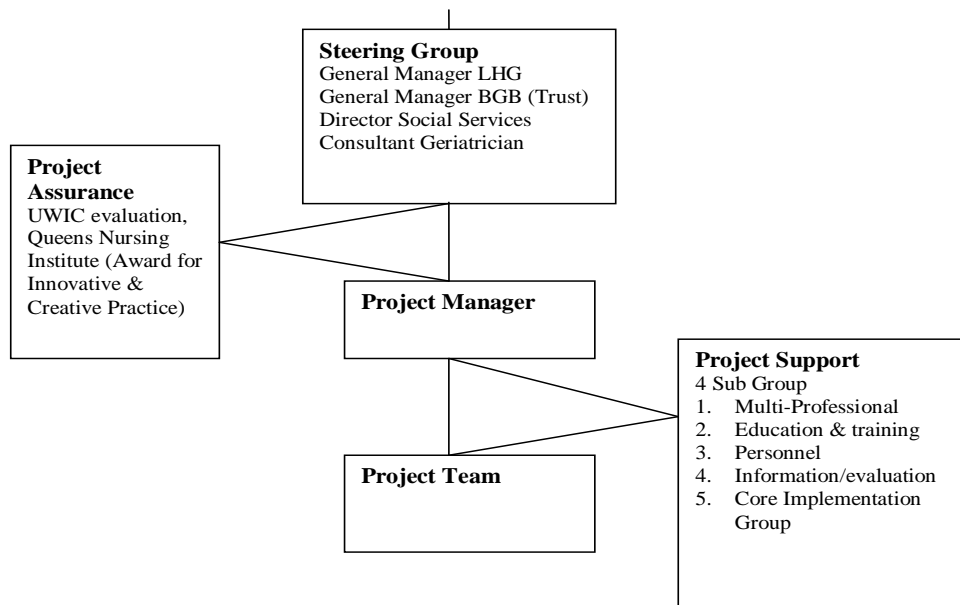 Steering Group
General Manager LHG
General Manager BGB (Trust)
Director Social Services
Consultant Geriatrician
Project
Assurance
UWIC evaluation,
Queens Nursing
Institute (Award for
Innovative &
Creative Practice)
Project Manager
Project Support
4 Sub Group
1. Multi-Professional
2. Education & training
3. Personnel
4. Information/evaluation
5. Core Implementation
Group
Project Team